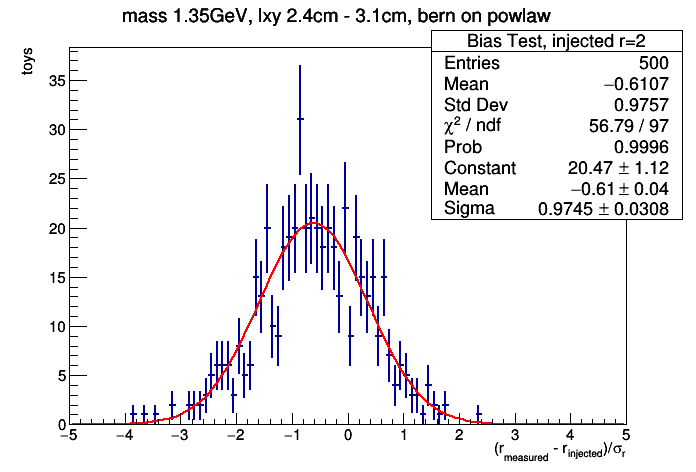 mass 1.35GeV, lxy 2.4cm - 3.1cm, bern on powlaw
Bias Test, injected r=2
Entries 500
Mean −0.6107
Std Dev 0.9757
χ² / ndf 56.79 / 97
Prob 0.9996
Constant 20.47 ± 1.12
Mean −0.61 ± 0.04
Sigma 0.9745 ± 0.0308
toys
35
30
25
20
15
10
5
0
−5 −4 −3 −2 −1 0 1 2 3 4 5
(r_measured - r_injected)/σ_r